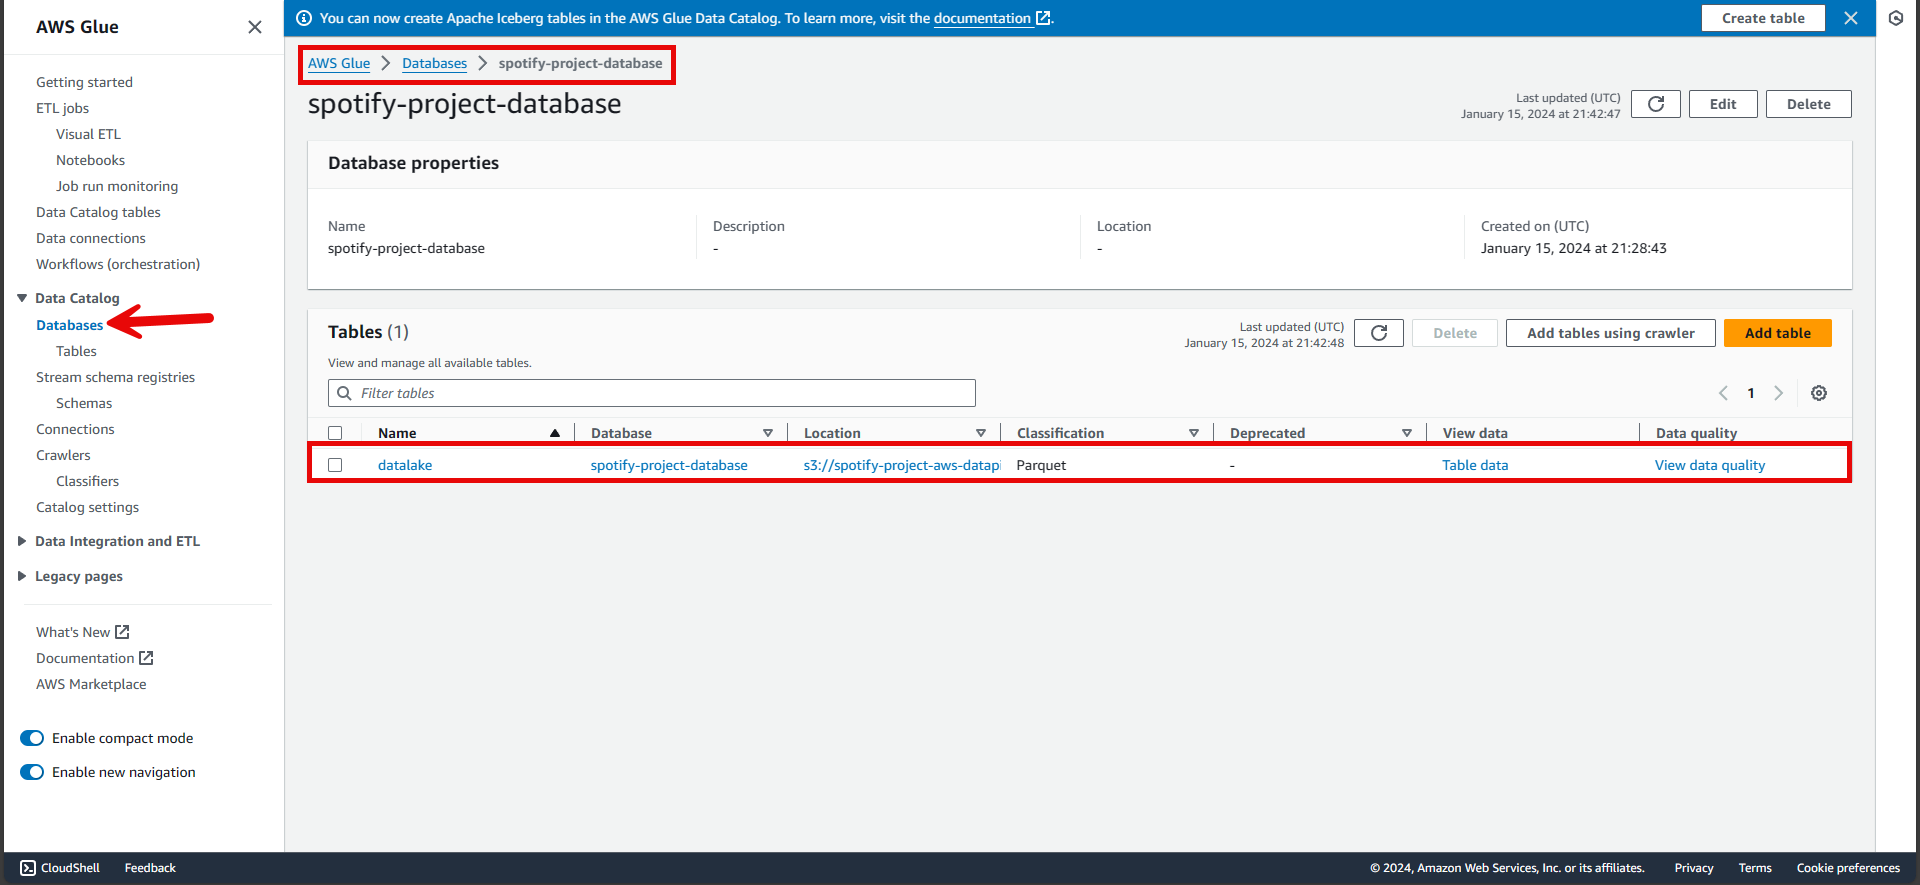 AWS Glue
Getting started
ETL jobs
Visual ETL
Notebooks
Job run monitoring
Data Catalog tables
Data connections
Workflows (orchestration)
Data Catalog
Databases
Tables
Stream schema registries
Schemas
Connections
Crawlers
Classifiers
Catalog settings
Data Integration and ETL
Legacy pages
What's New
Documentation
AWS Marketplace
Enable compact mode
Enable new navigation
You can now create Apache Iceberg tables in the AWS Glue Data Catalog. To learn more, visit the documentation .
Create table
AWS Glue > Databases > spotify-project-database
spotify-project-database
Last updated (UTC)
January 15, 2024 at 21:42:47
Edit
Delete
Database properties
Name
spotify-project-database
Description
-
Location
-
Created on (UTC)
January 15, 2024 at 21:28:43
Tables (1)
View and manage all available tables.
Last updated (UTC)
January 15, 2024 at 21:42:48
Delete
Add tables using crawler
Add table
Filter tables
1
Name Database Location Classification Deprecated View data Data quality
datalake spotify-project-database s3://spotify-project-aws-datapi Parquet - Table data View data quality
CloudShell Feedback © 2024, Amazon Web Services, Inc. or its affiliates. Privacy Terms Cookie preferences